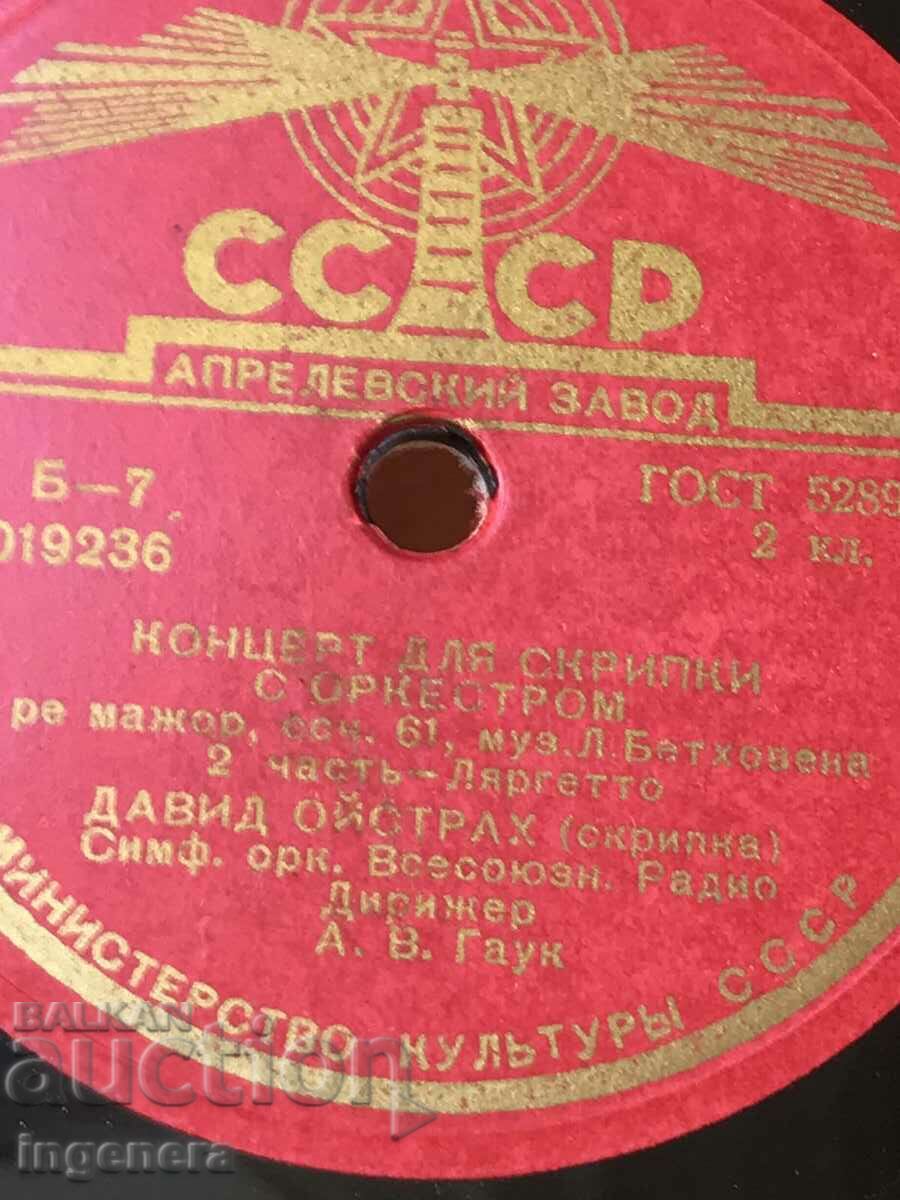 СССР
АПРЕЛЕВСКИЙ ЗАВОД
Б—7
019236
ГОСТ 5289
2 кл.
КОНЦЕРТ ДЛЯ СКРИПКИ
С ОРКЕСТРОМ
ре мажор, соч. 61, муз. Л. Бетховена
2 часть—Ляргетто
ДАВИД ОЙСТРАХ (скрипка)
Симф. орк. Всесоюзн. Радио
Дирижер
А. В. Гаук
МИНИСТЕРСТВО КУЛЬТУРЫ СССР
BALKAN
auction
ingenera